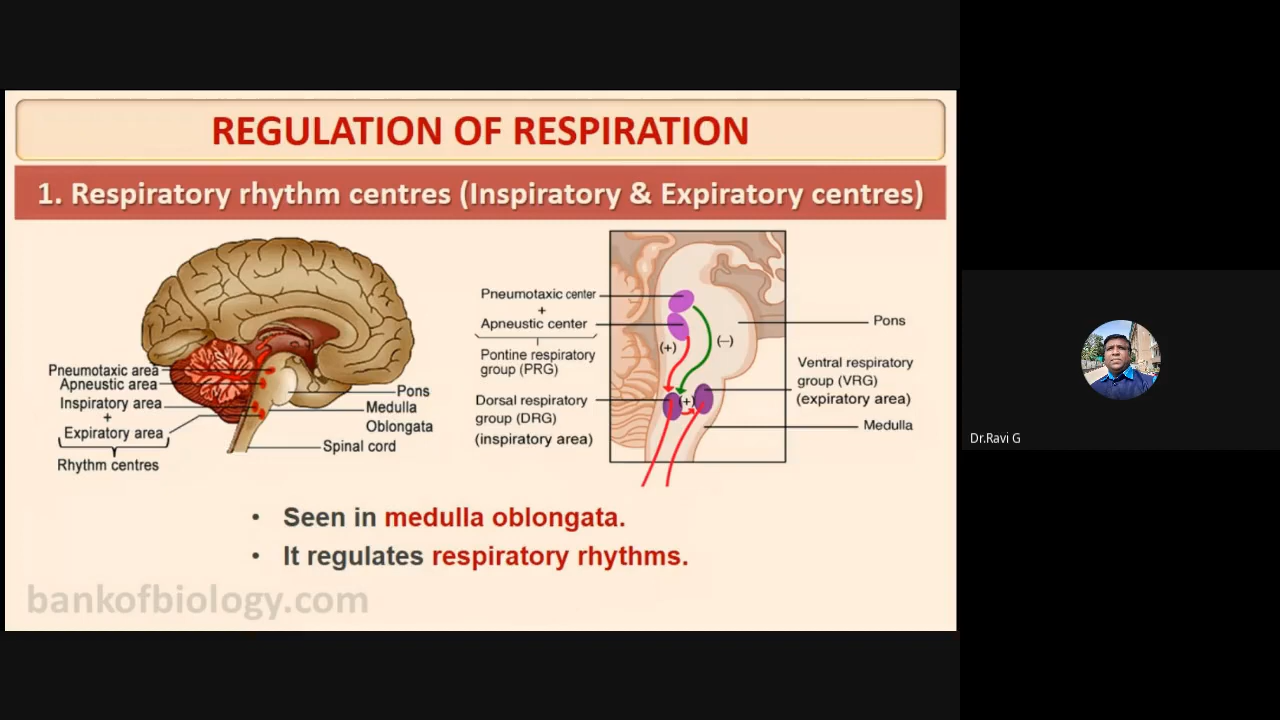 REGULATION OF RESPIRATION
1. Respiratory rhythm centres (Inspiratory & Expiratory centres)
Pneumotaxic area
Apneustic area
Inspiratory area
+
Expiratory area
Rhythm centres
Pons
Medulla
Oblongata
Spinal cord
Pneumotaxic center
+
Apneustic center
Pontine respiratory
group (PRG)
Dorsal respiratory
group (DRG)
(inspiratory area)
(+)
(–)
(+)
Pons
Ventral respiratory
group (VRG)
(expiratory area)
Medulla
• Seen in medulla oblongata.
• It regulates respiratory rhythms.
bankofbiology.com
Dr.Ravi G